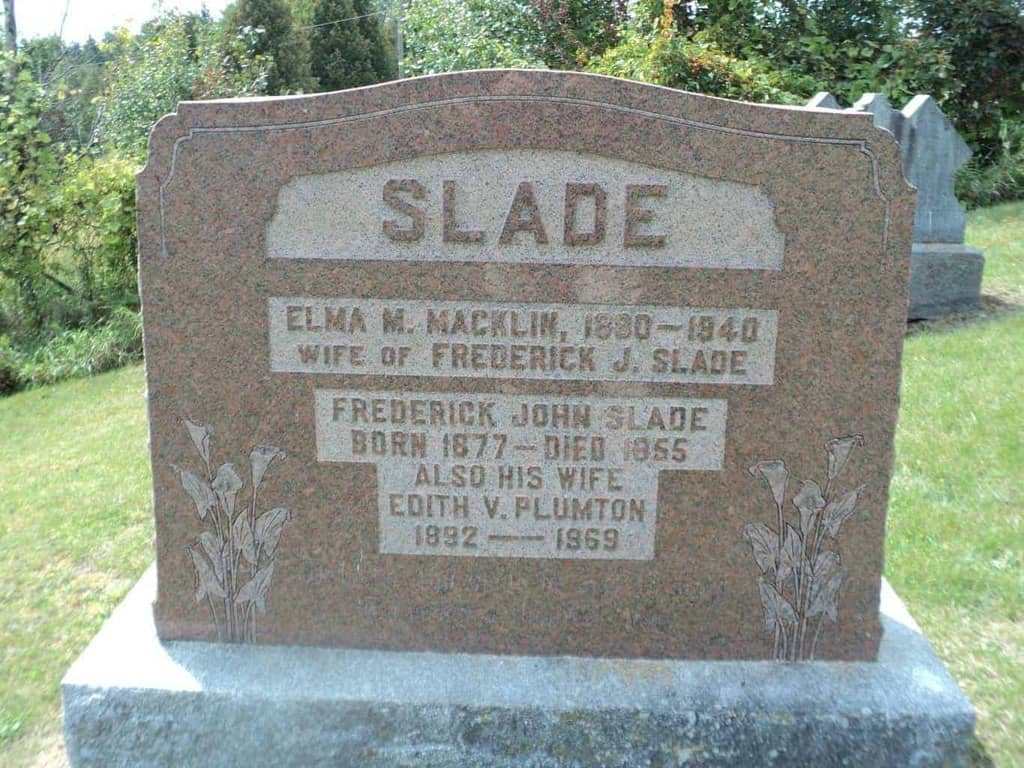 SLADE
ELMA M. MACKLIN, 1880—1940
WIFE OF FREDERICK J. SLADE
FREDERICK JOHN SLADE
BORN 1877—DIED 1955
ALSO HIS WIFE
EDITH V. PLUMTON
1892 —— 1969